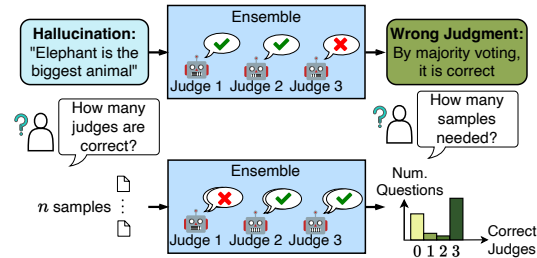 Hallucination:
"Elephant is the
biggest animal"
Ensemble
Judge 1 Judge 2 Judge 3
Wrong Judgment:
By majority voting,
it is correct
?
How many
judges are
correct?
?
How many
samples
needed?
n samples
⋮
Ensemble
Judge 1 Judge 2 Judge 3
Num.
Questions
0 1 2 3
Correct
Judges